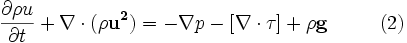 ∂ρu/∂t + ∇ · (ρ𝐮²) = −∇p − [∇ · τ] + ρ𝐠 (2)